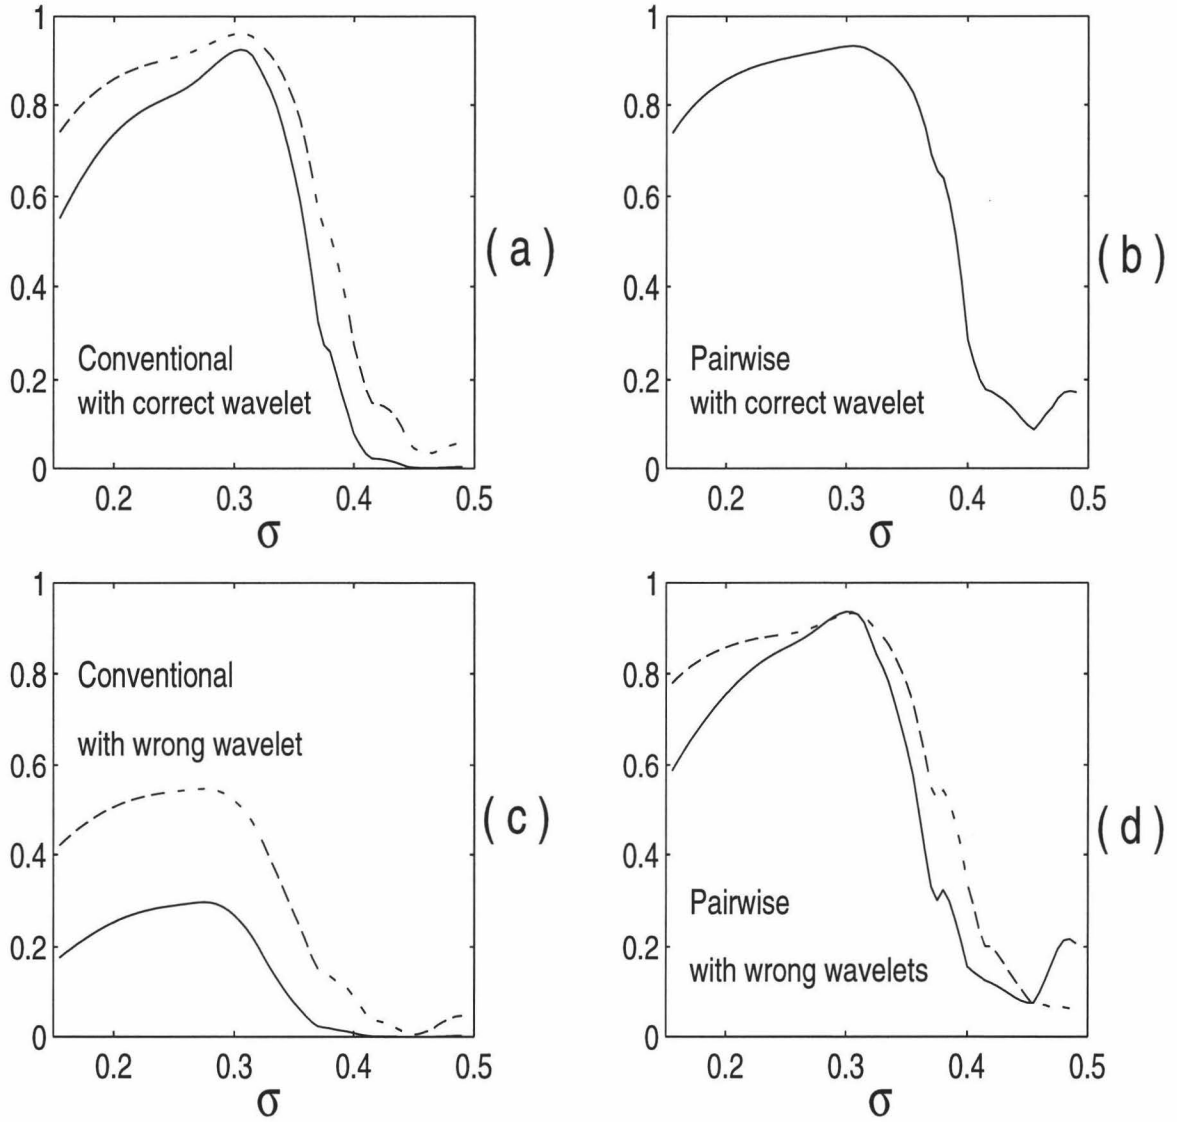 1
0.8
0.6
0.4
0.2
0
0.2 0.3 0.4 0.5
σ
Conventional
with correct wavelet
( a )
1
0.8
0.6
0.4
0.2
0
0.2 0.3 0.4 0.5
σ
Pairwise
with correct wavelet
( b )
1
0.8
0.6
0.4
0.2
0
0.2 0.3 0.4 0.5
σ
Conventional
with wrong wavelet
( c )
1
0.8
0.6
0.4
0.2
0
0.2 0.3 0.4 0.5
σ
Pairwise
with wrong wavelets
( d )